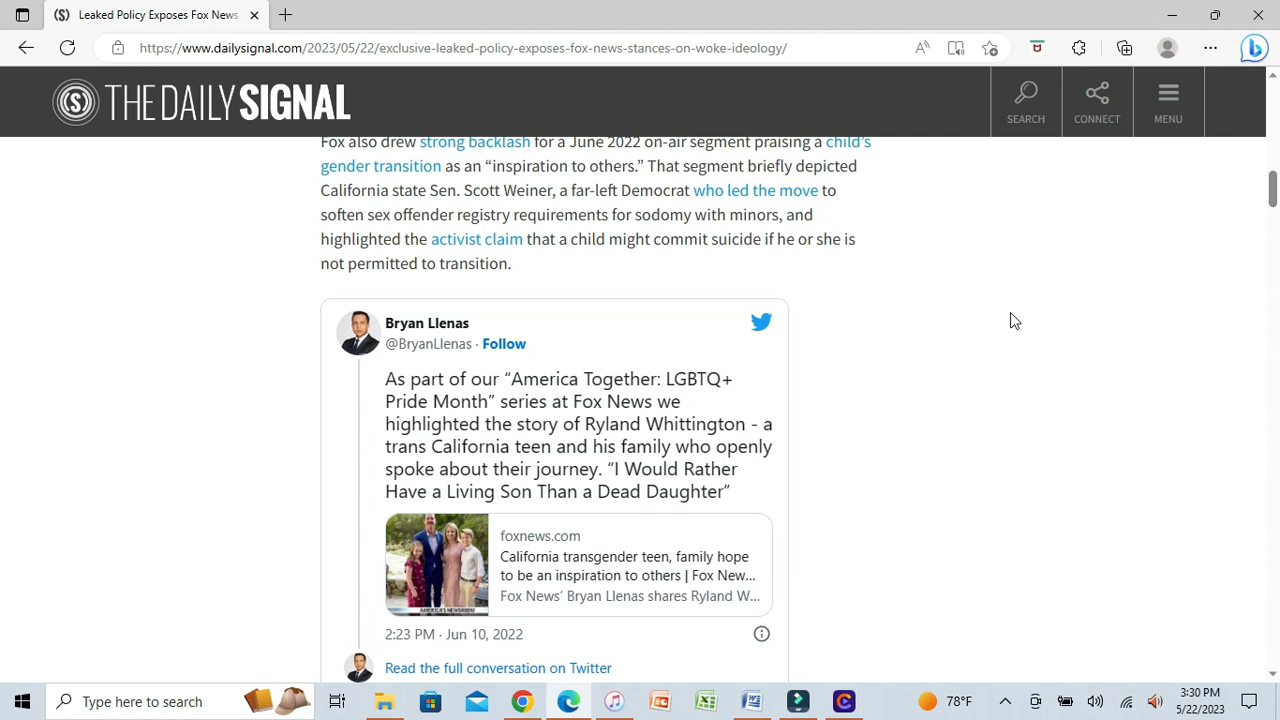 Leaked Policy Exposes Fox News
https://www.dailysignal.com/2023/05/22/exclusive-leaked-policy-exposes-fox-news-stances-on-woke-ideology/
THE DAILY SIGNAL
SEARCH
CONNECT
MENU
Fox also drew strong backlash for a June 2022 on-air segment praising a child's
gender transition as an “inspiration to others.” That segment briefly depicted
California state Sen. Scott Weiner, a far-left Democrat who led the move to
soften sex offender registry requirements for sodomy with minors, and
highlighted the activist claim that a child might commit suicide if he or she is
not permitted to transition.
Bryan Llenas
@BryanLlenas · Follow
As part of our “America Together: LGBTQ+
Pride Month” series at Fox News we
highlighted the story of Ryland Whittington - a
trans California teen and his family who openly
spoke about their journey. “I Would Rather
Have a Living Son Than a Dead Daughter”
foxnews.com
California transgender teen, family hope
to be an inspiration to others | Fox New...
Fox News’ Bryan Llenas shares Ryland W...
AMERICA'S NEWSROOM
2:23 PM · Jun 10, 2022
Read the full conversation on Twitter
Type here to search
78°F
3:30 PM
5/22/2023